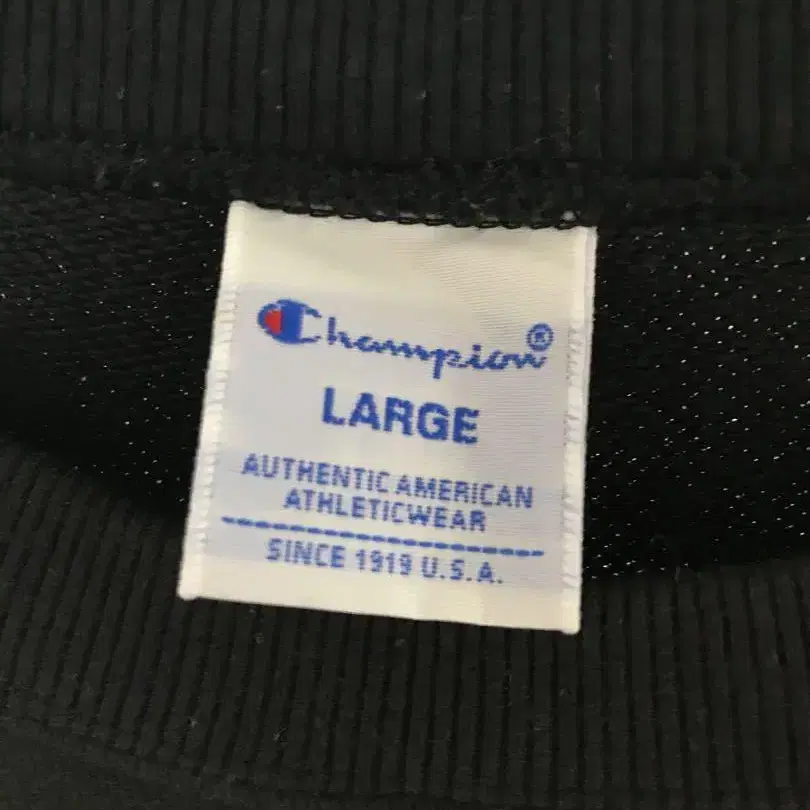 Champion®
LARGE
AUTHENTIC AMERICAN
ATHLETICWEAR
SINCE 1919 U.S.A.